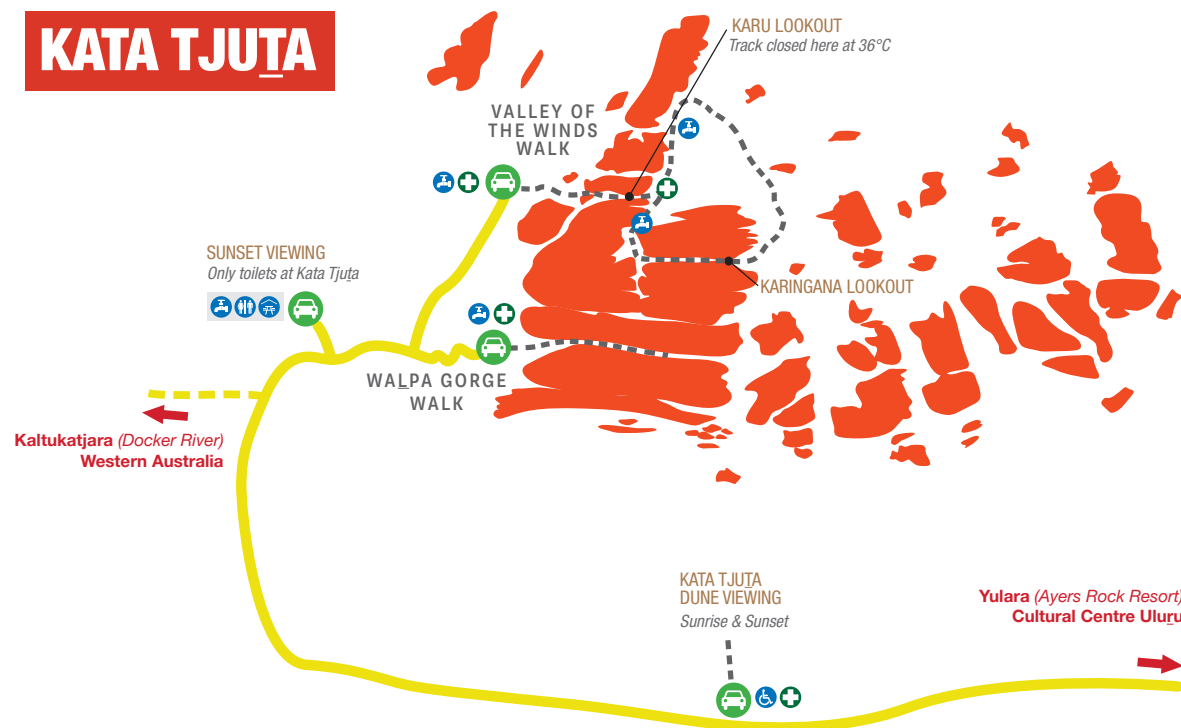 KATA TJUṮA
KARU LOOKOUT
Track closed here at 36°C
VALLEY OF
THE WINDS
WALK
SUNSET VIEWING
Only toilets at Kata Tjuṯa
KARINGANA LOOKOUT
WAḺPA GORGE
WALK
Kaltukatjara (Docker River)
Western Australia
KATA TJUṮA
DUNE VIEWING
Sunrise & Sunset
Yulara (Ayers Rock Resort)
Cultural Centre Uluṟu